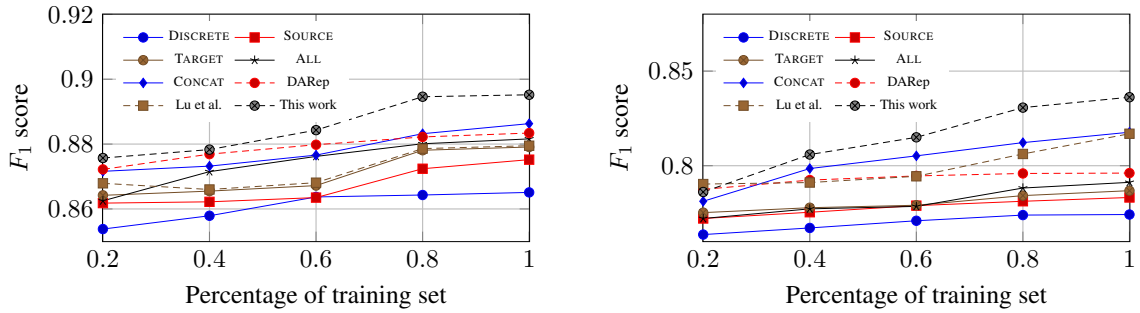 0.92
0.9
0.88
0.86
F1 score
DISCRETE SOURCE
TARGET ALL
CONCAT DARep
Lu et al. This work
0.2 0.4 0.6 0.8 1
Percentage of training set
0.85
0.8
F1 score
DISCRETE SOURCE
TARGET ALL
CONCAT DARep
Lu et al. This work
0.2 0.4 0.6 0.8 1
Percentage of training set